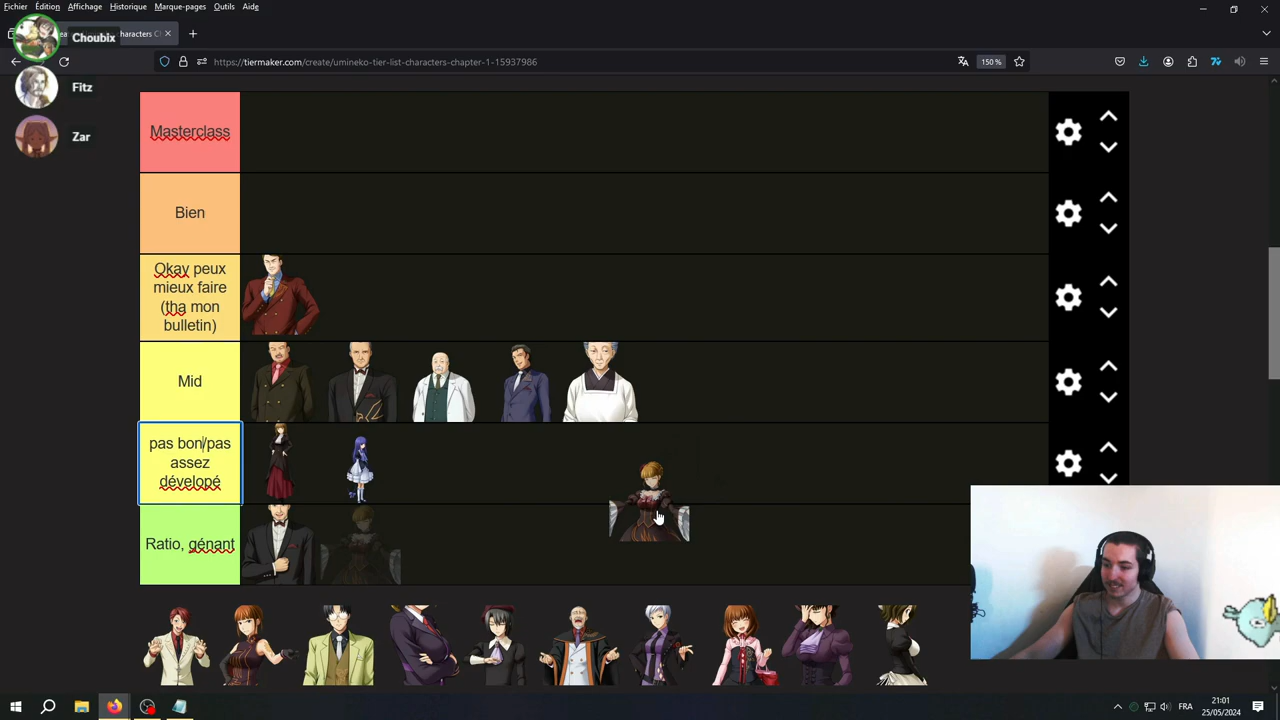 Fichier Édition Affichage Historique Marque-pages Outils Aide
haracters C
Choubix
https://tiermaker.com/create/umineko-tier-list-characters-chapter-1-15937986
150 %
Fitz
Zar
Masterclass
Bien
Okay peux
mieux faire
(tha mon
bulletin)
Mid
pas bon/pas
assez
dévelopé
Ratio, génant
FR
21:01
25/05/2024